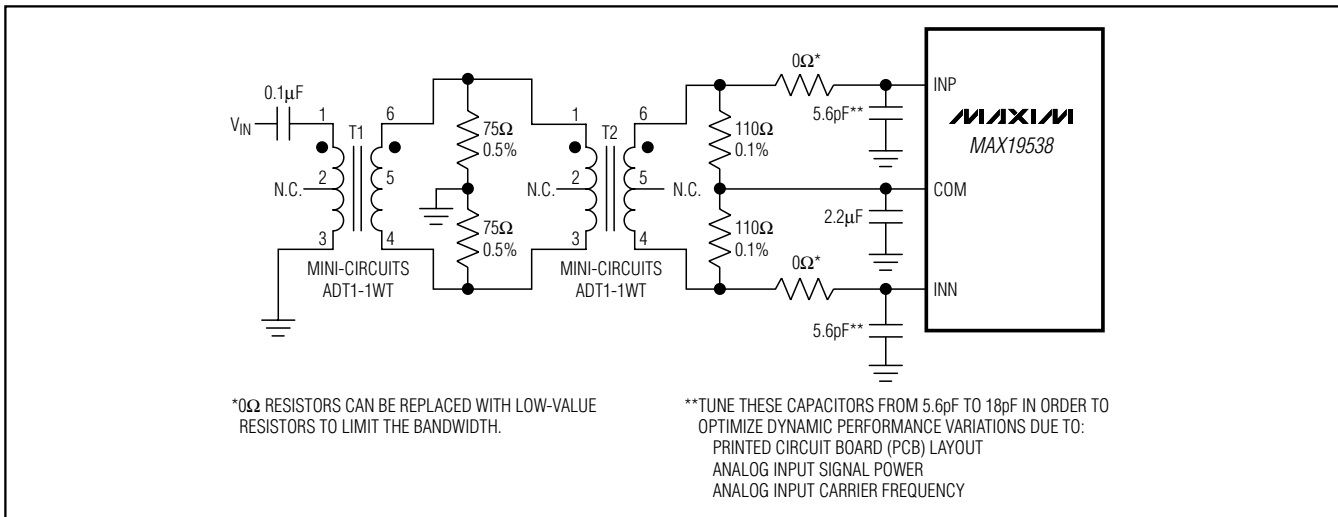 0.1μF
VIN
1
T1
6
N.C.
2
5
3
4
MINI-CIRCUITS
ADT1-1WT
75Ω
0.5%
75Ω
0.5%
1
T2
6
N.C.
2
5
N.C.
3
4
MINI-CIRCUITS
ADT1-1WT
110Ω
0.1%
110Ω
0.1%
0Ω*
5.6pF**
2.2μF
0Ω*
5.6pF**
INP
MAXIM
MAX19538
COM
INN
*0Ω RESISTORS CAN BE REPLACED WITH LOW-VALUE
RESISTORS TO LIMIT THE BANDWIDTH.
**TUNE THESE CAPACITORS FROM 5.6pF TO 18pF IN ORDER TO
OPTIMIZE DYNAMIC PERFORMANCE VARIATIONS DUE TO:
PRINTED CIRCUIT BOARD (PCB) LAYOUT
ANALOG INPUT SIGNAL POWER
ANALOG INPUT CARRIER FREQUENCY